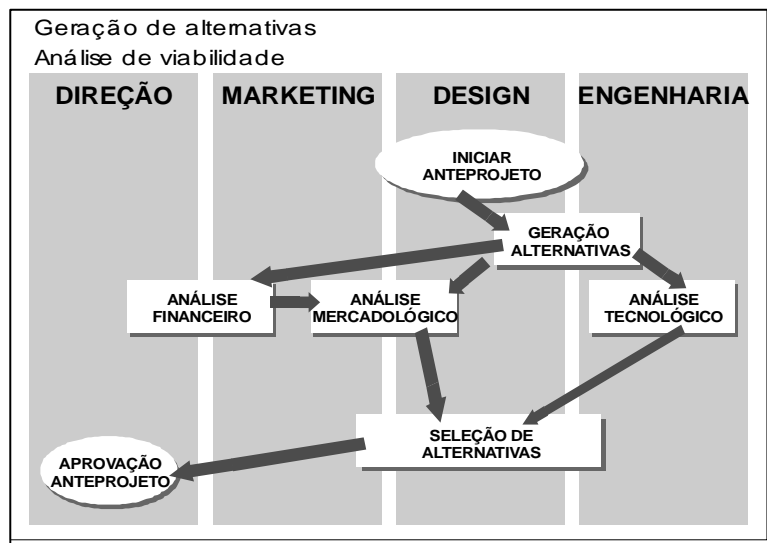 Geração de alternativas
Análise de viabilidade
DIREÇÃO MARKETING DESIGN ENGENHARIA
INICIAR
ANTEPROJETO
GERAÇÃO
ALTERNATIVAS
ANÁLISE
FINANCEIRO
ANÁLISE
MERCADOLÓGICO
ANÁLISE
TECNOLÓGICO
SELEÇÃO DE
ALTERNATIVAS
APROVAÇÃO
ANTEPROJETO